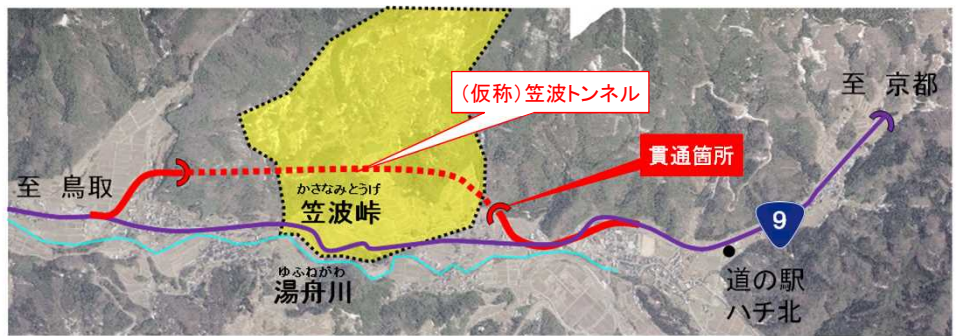 (仮称)笠波トンネル
至 京都
貫通箇所
至 鳥取
かさなみとうげ
笠波峠
9
ゆふねがわ
湯舟川
道の駅
ハチ北